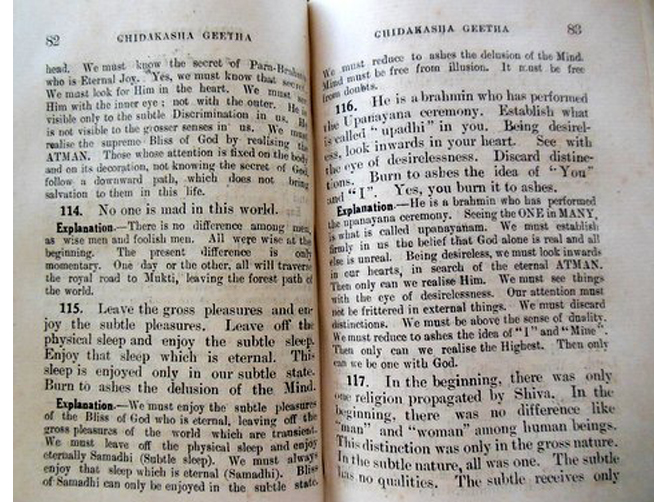 82 CHIDAKASHA GEETHA
head. We must know the secret of Para-Brahm
who is Eternal Joy. Yes, we must know that secret.
We must look for Him in the heart. We must see
Him with the inner eye; not with the outer. He is
visible only to the subtle Discrimination in us. He
is not visible to the grosser senses in us. We must
realise the supreme Bliss of God by realising the
ATMAN. Those whose attention is fixed on the body
and on its decoration, not knowing the secret of God,
follow a downward path, which does not bring
salvation to them in this life.
114. No one is mad in this world.
Explanation.—There is no difference among men,
as wise men and foolish men. All were wise at the
beginning. The present difference is only
momentary. One day or the other, all will traverse
the royal road to Mukti, leaving the forest path of
the world.
115. Leave the gross pleasures and en-
joy the subtle pleasures. Leave off the
physical sleep and enjoy the subtle sleep.
Enjoy that sleep which is eternal. This
sleep is enjoyed only in our subtle state.
Burn to ashes the delusion of the Mind.
Explanation.—We must enjoy the subtle pleasures
of the Bliss of God who is eternal, leaving off the
gross pleasures of the world which are transient.
We must leave off the physical sleep and enjoy
eternally Samadhi (Subtle sleep). We must always
enjoy that sleep which is eternal (Samadhi). Bliss
of Samadhi can only be enjoyed in the subtle state.
CHIDAKASHA GEETHA 83
We must reduce to ashes the delusion of the Mind.
Mind must be free from illusion. It must be free
from doubts.
116. He is a brahmin who has performed
the Upanayana ceremony. Establish what
is called "upadhi" in you. Being desirel-
ess, look inwards in your heart. See with
the eye of desirelessness. Discard distinc-
tions. Burn to ashes the idea of "You"
and "I". Yes, you burn it to ashes.
Explanation.—He is a brahmin who has performed
the upanayana ceremony. Seeing the ONE in MANY,
is what is called upanayanam. We must establish
firmly in us the belief that God alone is real and all
else is unreal. Being desireless, we must look inwards
in our hearts, in search of the eternal ATMAN.
Then only can we realise Him. We must see things
with the eye of desirelessness. Our attention must
not be frittered in external things. We must discard
distinctions. We must be above the sense of duality.
We must reduce to ashes the idea of "I" and "Mine".
Then only can we realise the Highest. Then only
can we be one with God.
117. In the beginning, there was only
one religion propagated by Shiva. In the
beginning, there was no difference like
"man" and "woman" among human beings.
This distinction was only in the gross nature.
In the subtle nature, all was one. The subtle
has no qualities. The subtle receives only